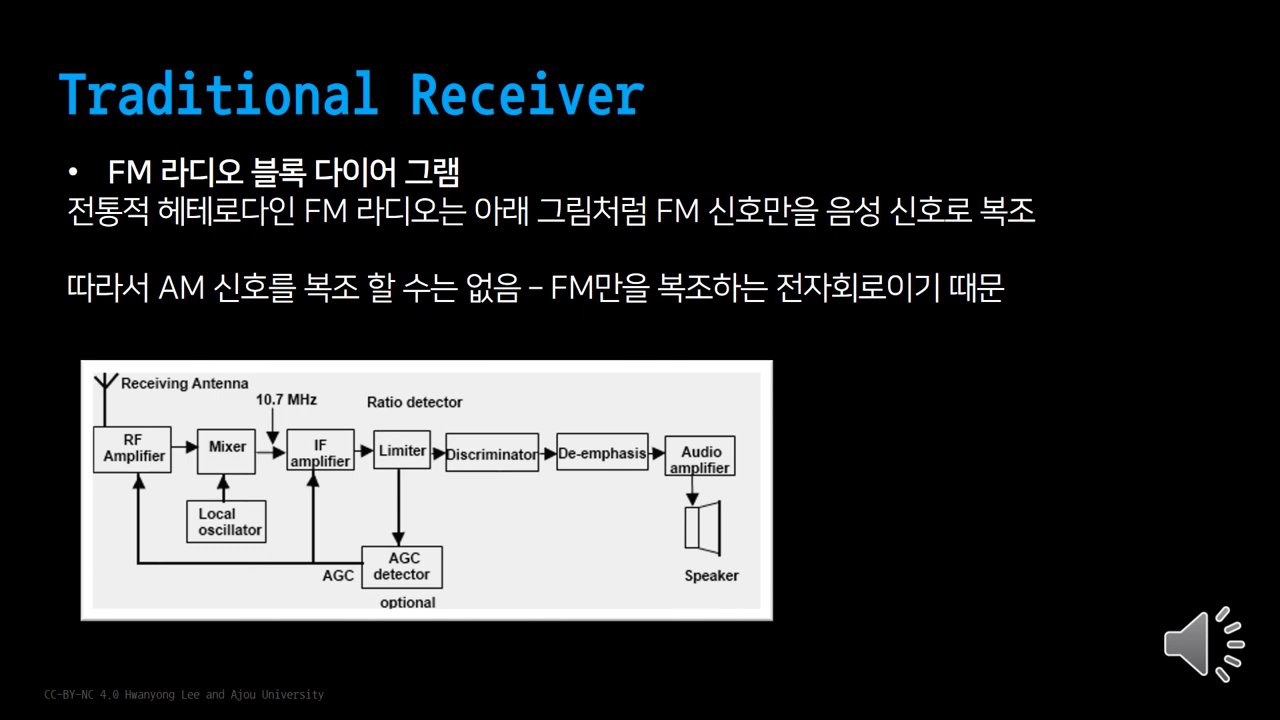 Traditional Receiver
• FM 라디오 블록 다이어 그램
전통적 헤테로다인 FM 라디오는 아래 그림처럼 FM 신호만을 음성 신호로 복조
따라서 AM 신호를 복조 할 수는 없음 – FM만을 복조하는 전자회로이기 때문
Receiving Antenna
10.7 MHz
Ratio detector
RF
Amplifier
Mixer
IF
amplifier
Limiter
Discriminator
De-emphasis
Audio
amplifier
Local
oscillator
AGC
AGC
detector
optional
Speaker
CC-BY-NC 4.0 Hwanyong Lee and Ajou University